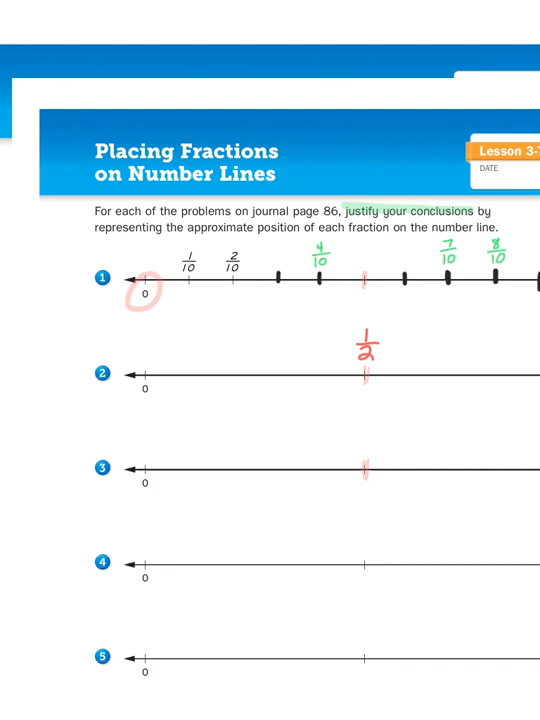 Placing Fractions
on Number Lines
Lesson 3-
DATE
For each of the problems on journal page 86, justify your conclusions by
representing the approximate position of each fraction on the number line.
1
1/10 2/10 4/10 7/10 8/10
0
1/2
2
0
3
0
4
0
5
0